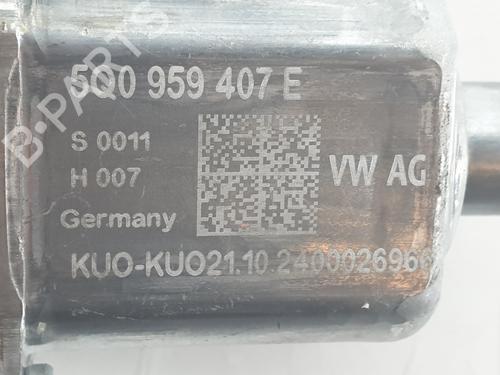 B-PARTS
5Q0 959 407 E
S 0011
H 007
VW AG
Germany
KUO-KUO21.10.2400026966